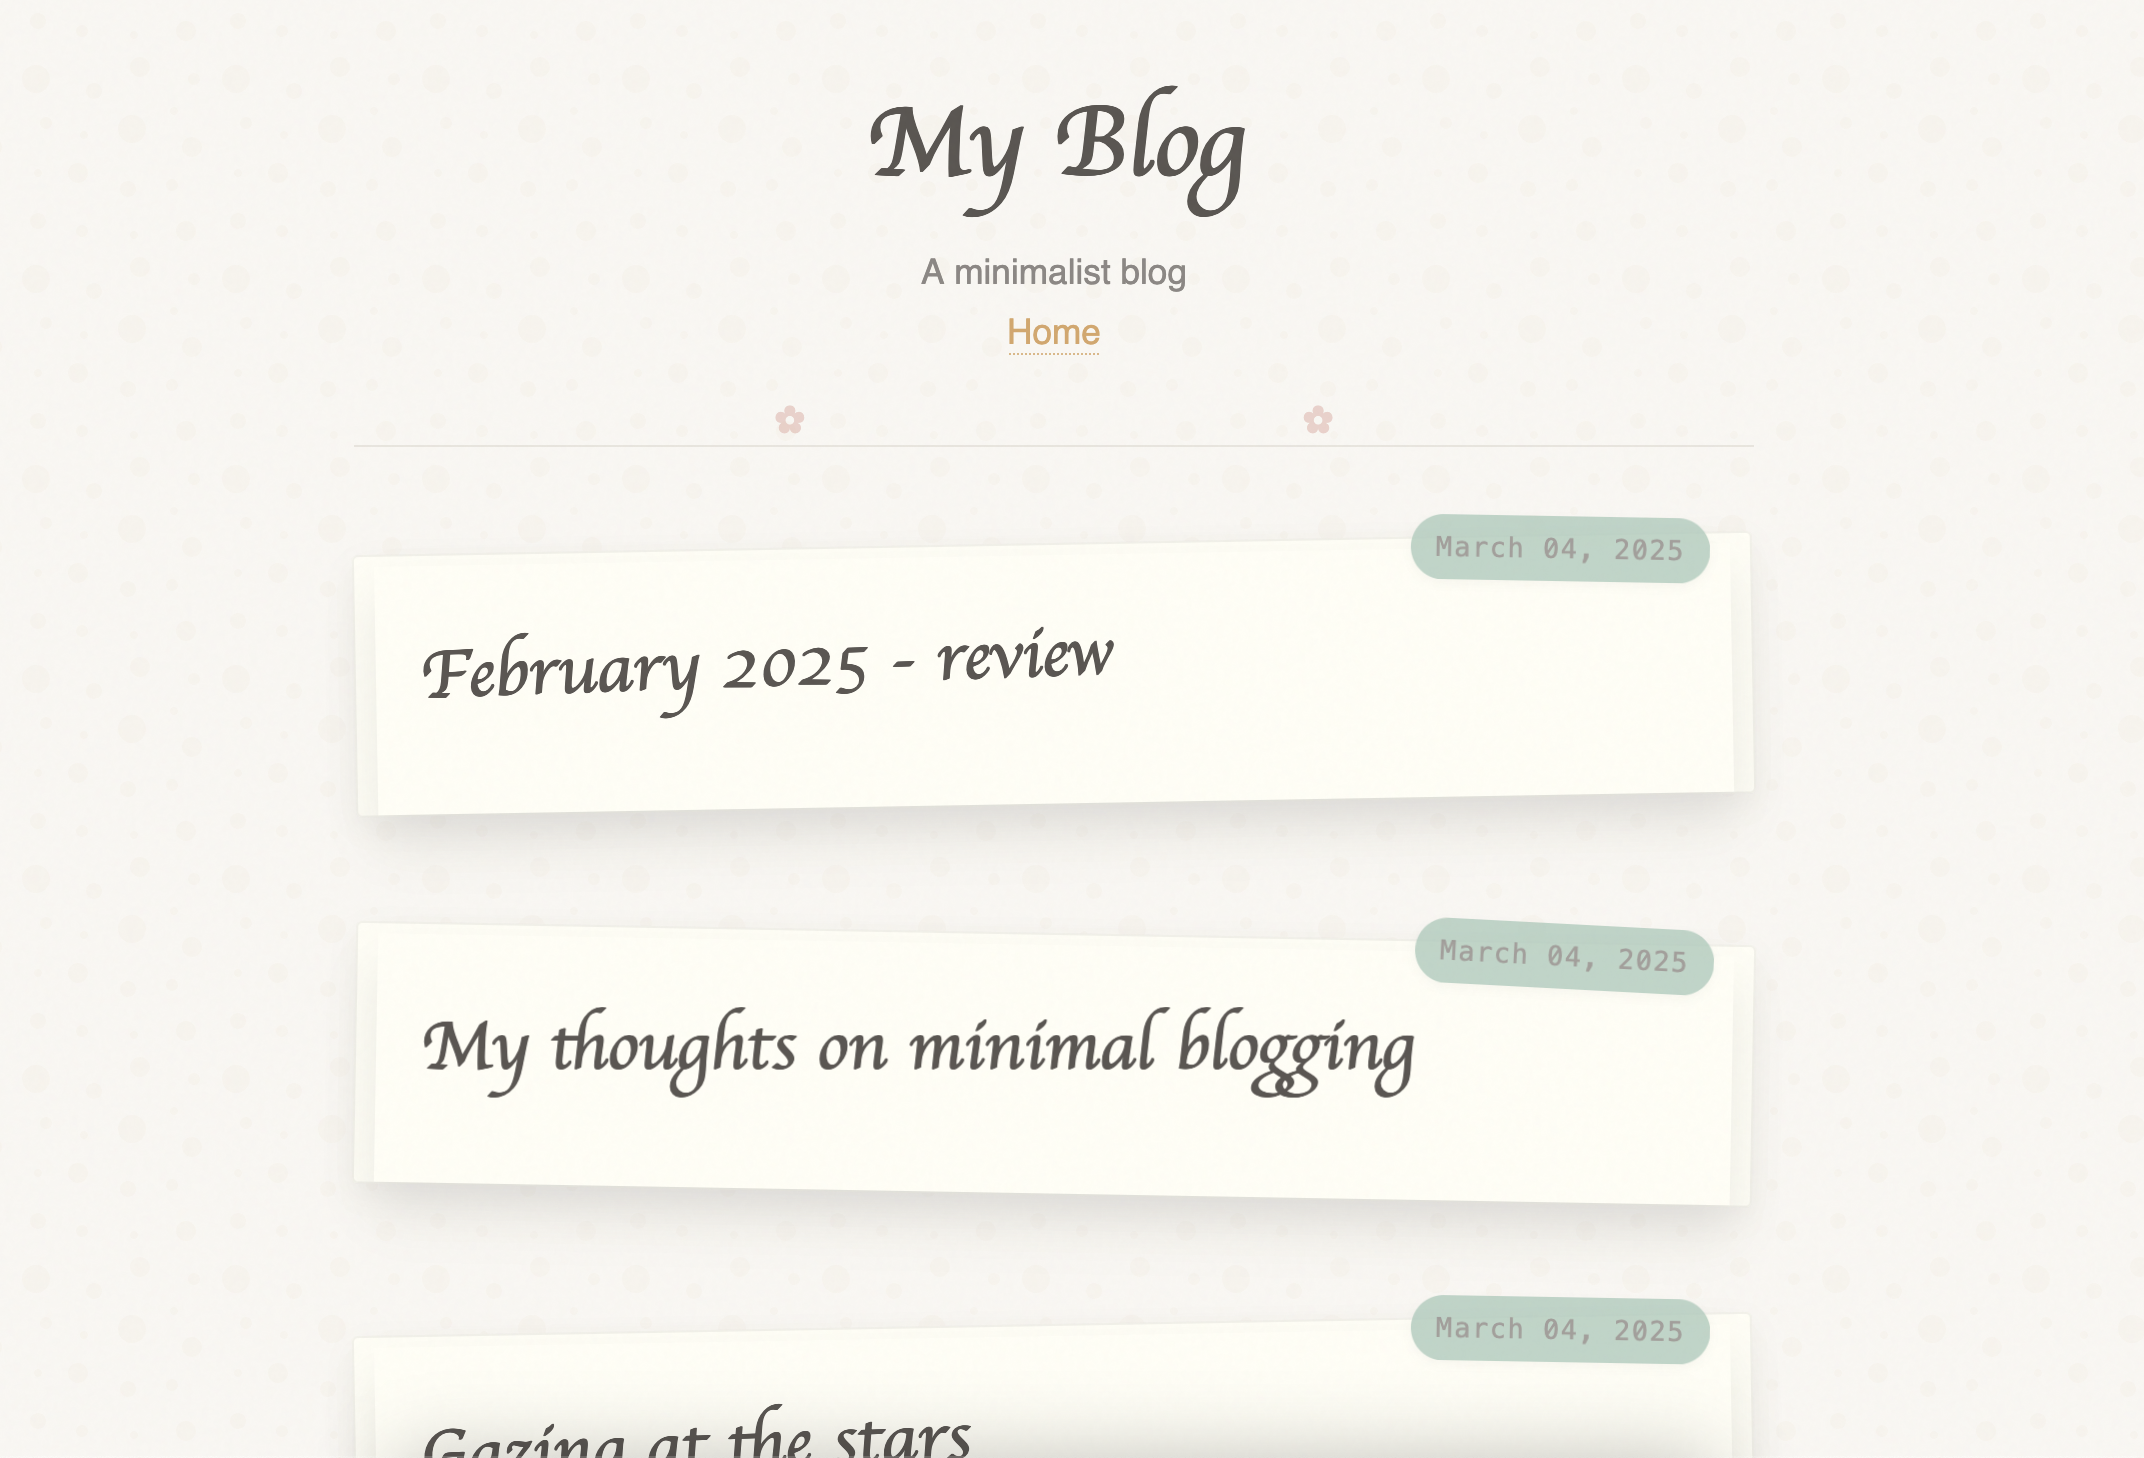 My Blog
A minimalist blog
Home
March 04, 2025
February 2025 - review
March 04, 2025
My thoughts on minimal blogging
March 04, 2025
Gazing at the stars